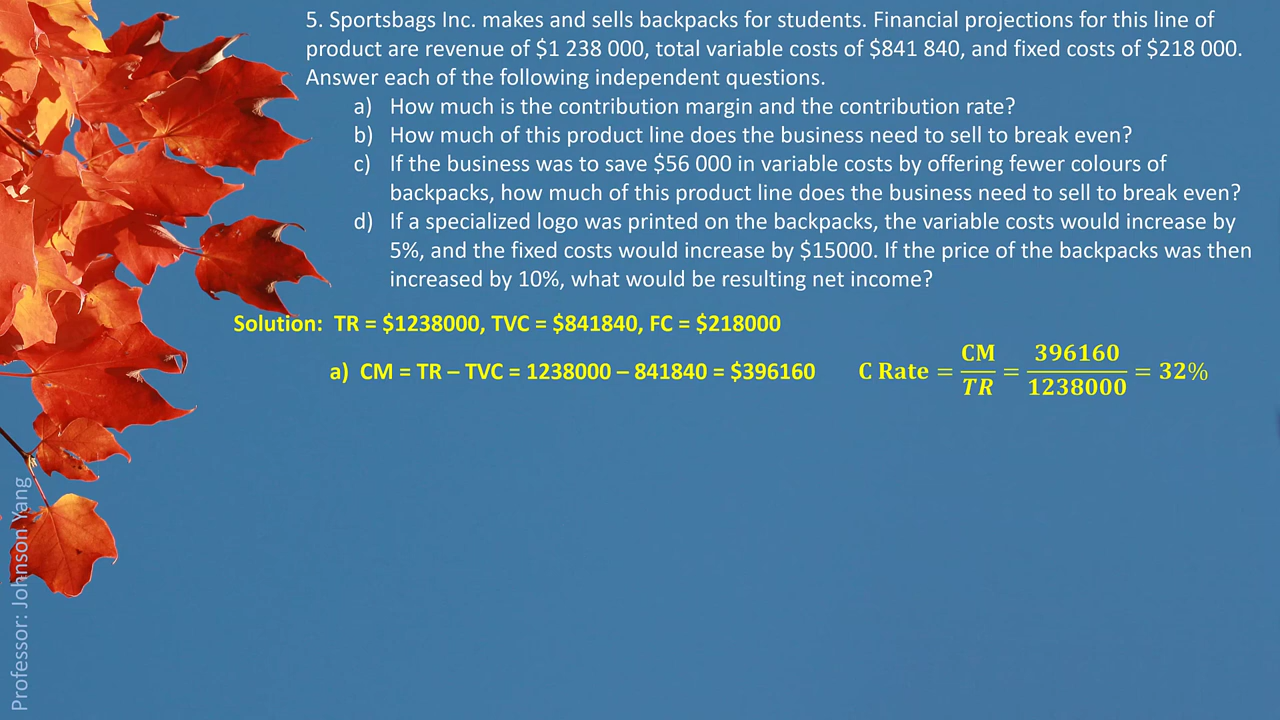 5. Sportsbags Inc. makes and sells backpacks for students. Financial projections for this line of
product are revenue of $1 238 000, total variable costs of $841 840, and fixed costs of $218 000.
Answer each of the following independent questions.
a) How much is the contribution margin and the contribution rate?
b) How much of this product line does the business need to sell to break even?
c) If the business was to save $56 000 in variable costs by offering fewer colours of
backpacks, how much of this product line does the business need to sell to break even?
d) If a specialized logo was printed on the backpacks, the variable costs would increase by
5%, and the fixed costs would increase by $15000. If the price of the backpacks was then
increased by 10%, what would be resulting net income?
Solution: TR = $1238000, TVC = $841840, FC = $218000
a) CM = TR – TVC = 1238000 – 841840 = $396160 C Rate = CM/TR = 396160/1238000 = 32%
Professor: Johnson Yang